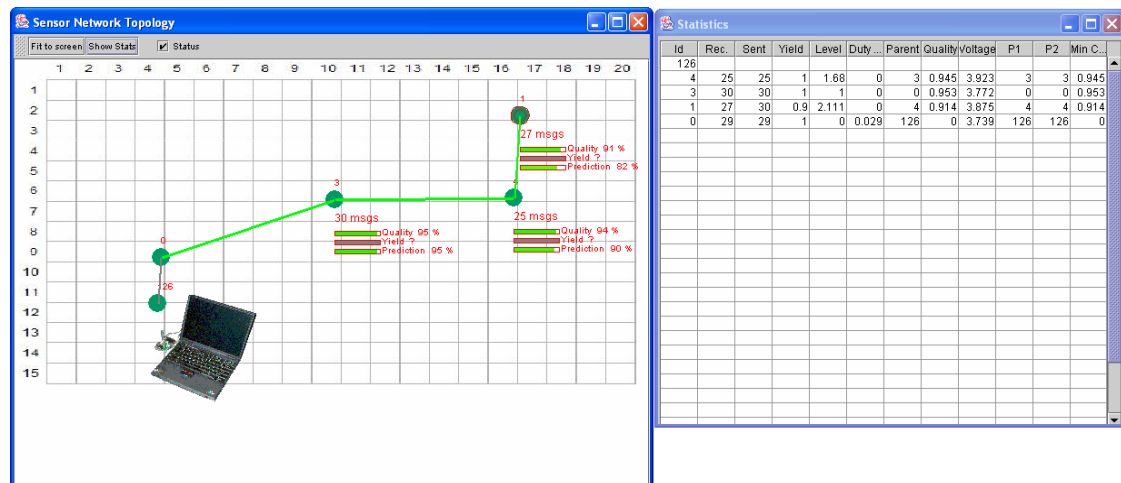 Sensor Network Topology
Fit to screen Show Stats Status
1 2 3 4 5 6 7 8 9 10 11 12 13 14 15 16 17 18 19 20
1
2
3
4
5
6
7
8
9
10
11
12
13
14
15
1
27 msgs
Quality 91 %
Yield ?
Prediction 82 %
3
30 msgs
Quality 95 %
Yield ?
Prediction 95 %
4
25 msgs
Quality 94 %
Yield ?
Prediction 90 %
0
26
Statistics
Id Rec. Sent Yield Level Duty ... Parent Quality Voltage P1 P2 Min C...
126
4 25 25 1 1.68 0 3 0.945 3.923 3 3 0.945
3 30 30 1 1 0 0 0.953 3.772 0 0 0.953
1 27 30 0.9 2.111 0 4 0.914 3.875 4 4 0.914
0 29 29 1 0 0.029 126 0 3.739 126 126 0